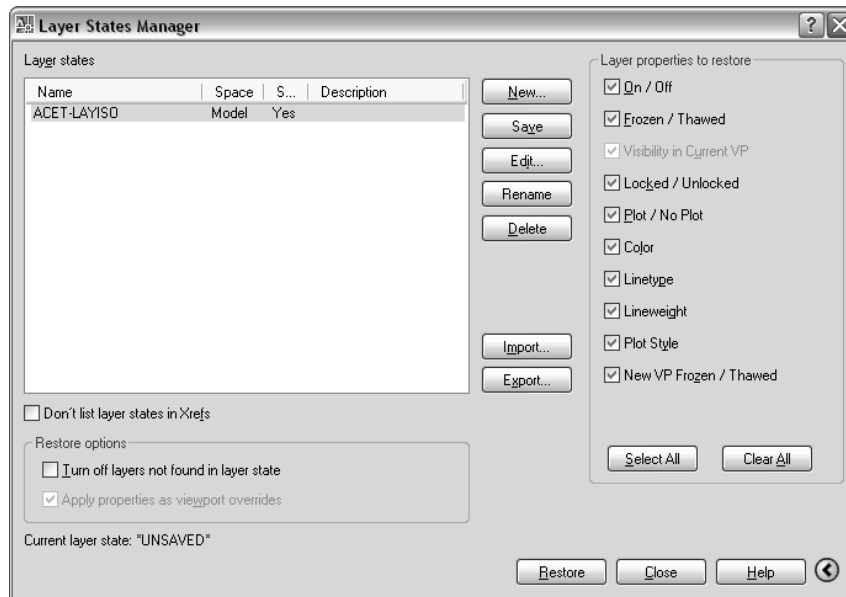 Layer States Manager
Layer states
Name Space S... Description
ACET-LAYISO Model Yes
New...
Save
Edit...
Rename
Delete
Import...
Export...
Don't list layer states in Xrefs
Restore options
Turn off layers not found in layer state
Apply properties as viewport overrides
Current layer state: "UNSAVED"
Layer properties to restore
On / Off
Frozen / Thawed
Visibility in Current VP
Locked / Unlocked
Plot / No Plot
Color
Linetype
Lineweight
Plot Style
New VP Frozen / Thawed
Select All Clear All
Restore Close Help